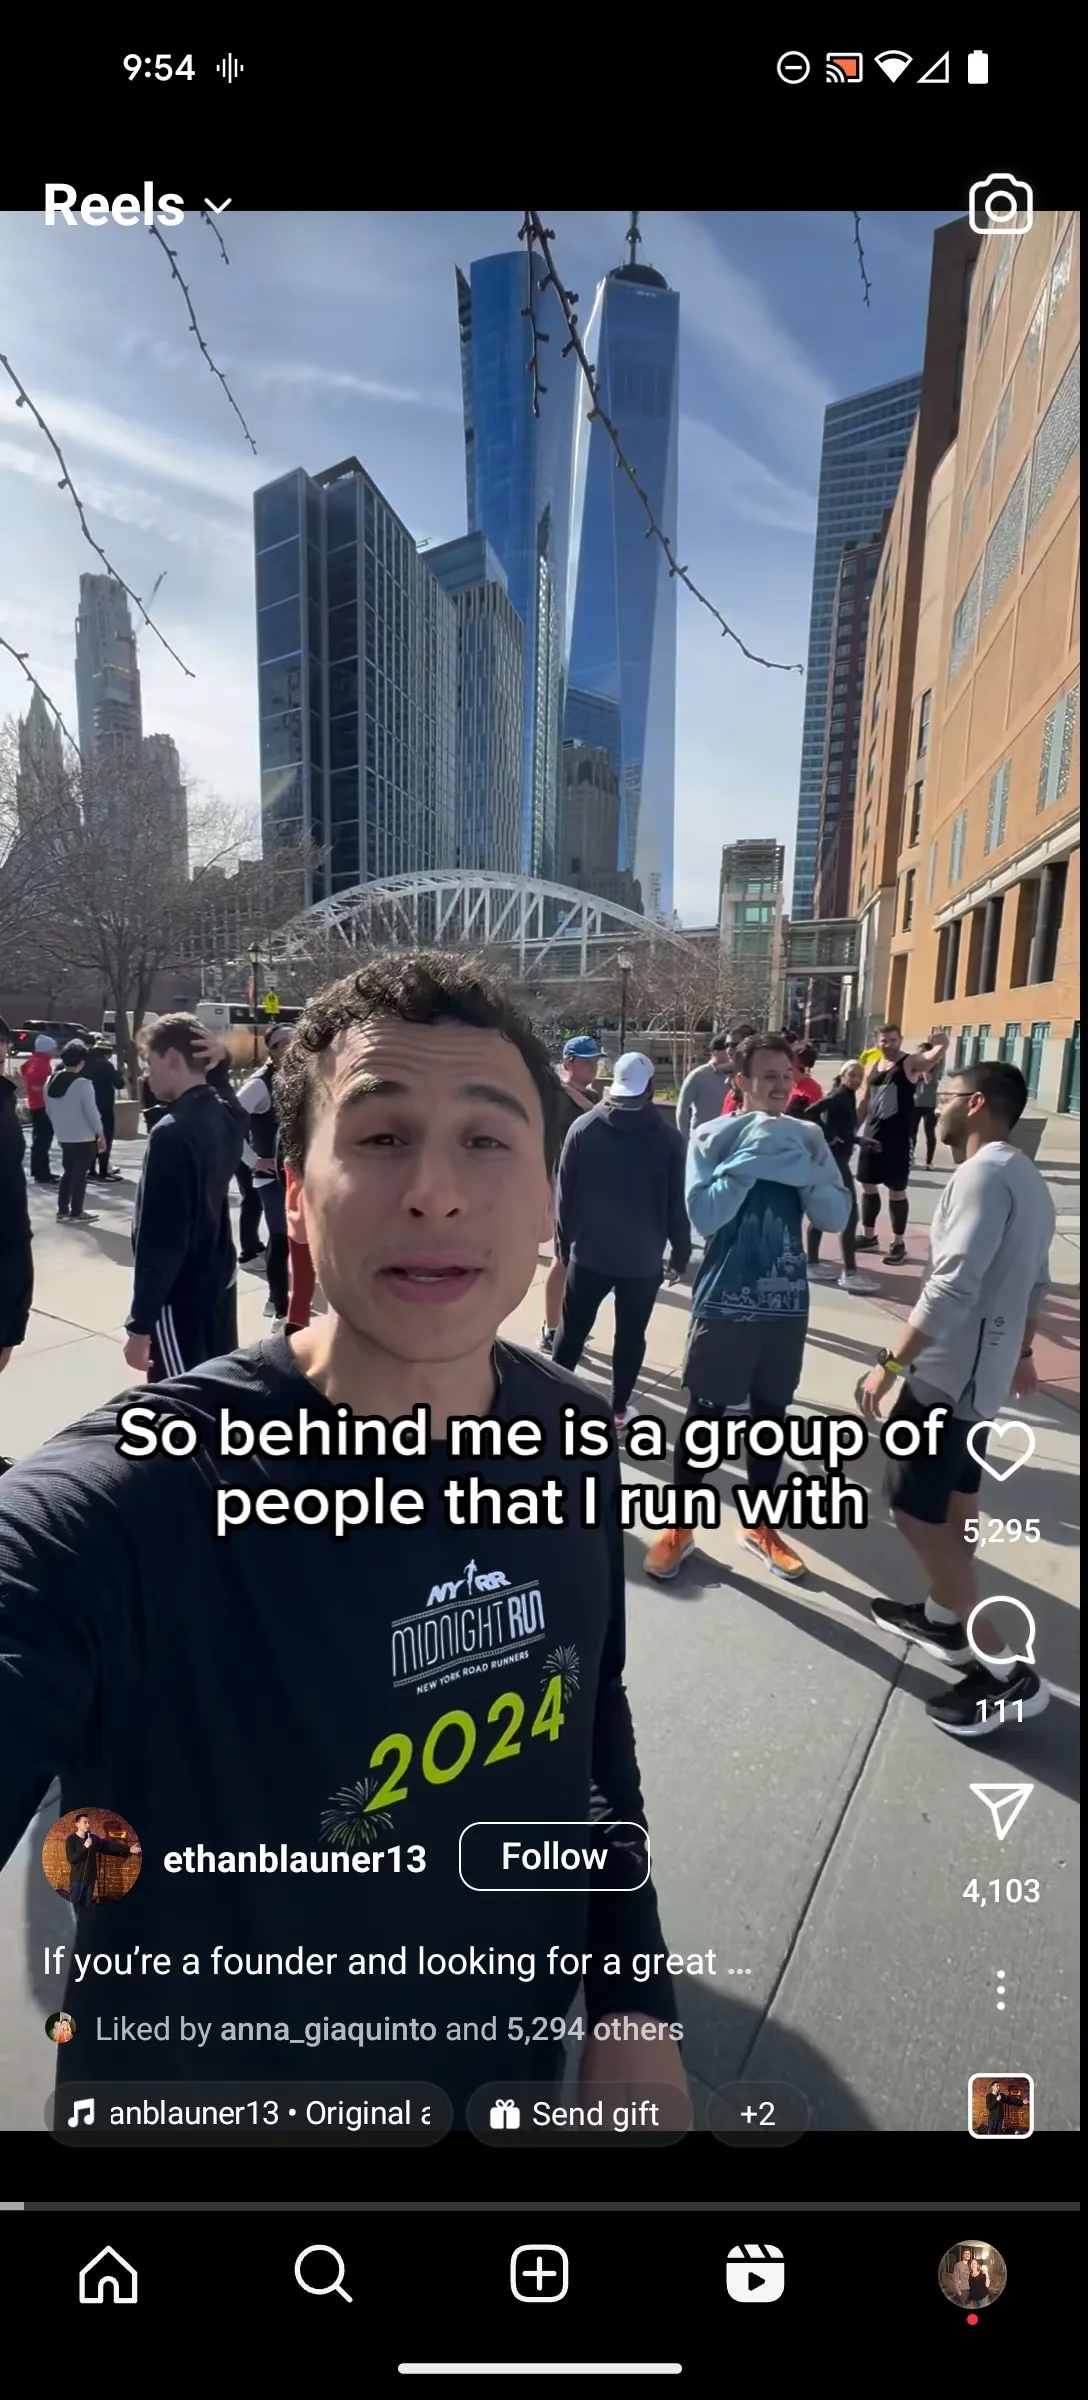 9:54
Reels
So behind me is a group of
people that I run with
5,295
NYRR
MIDNIGHT RUN
NEW YORK ROAD RUNNERS
2024
111
ethanblauner13
Follow
4,103
If you’re a founder and looking for a great ...
Liked by anna_giaquinto and 5,294 others
anblauner13 • Original a
Send gift
+2